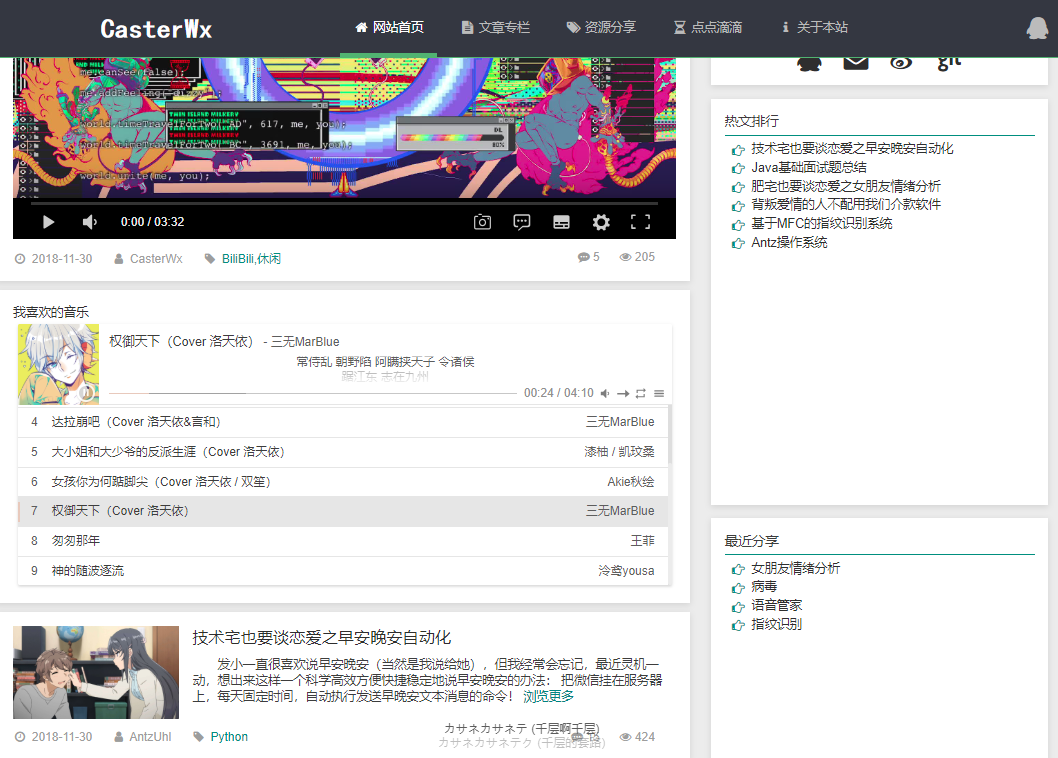 CasterWx
网站首页
文章专栏
资源分享
点点滴滴
关于本站
git
me.canSee(false);
world.timeTravelForTwo("AD", 617, me, you);
world.timeTravelForTwo("BC", 3691, me, you);
world.unite(me, you);
TWIN ISLAND MILKERY
DL
0:00 / 03:32
2018-11-30 CasterWx BiliBili,休闲 5 205
我喜欢的音乐
权御天下（Cover 洛天依） - 三无MarBlue
常侍乱 朝野陷 阿瞒挟天子 令诸侯
踞江东 志在九州
00:24 / 04:10
4 达拉崩吧（Cover 洛天依&言和） 三无MarBlue
5 大小姐和大少爷的反派生涯（Cover 洛天依） 漆柚 / 凯玟桑
6 女孩你为何踮脚尖（Cover 洛天依 / 双笙） Akie秋绘
7 权御天下（Cover 洛天依） 三无MarBlue
8 匆匆那年 王菲
9 神的随波逐流 泠鸢yousa
技术宅也要谈恋爱之早安晚安自动化
发小一直很喜欢说早安晚安（当然是我说给她），但我经常会忘记，最近灵机一
动，想出来这样一个科学高效方便快捷稳定地说早安晚安的办法： 把微信挂在服务器
上，每天固定时间，自动执行发送早晚安文本消息的命令！ 浏览更多
2018-11-30 AntzUhl Python 13 424
カサネカサネテ (千层啊千层)
カサネカサネテク (千层的套路)
热文排行
技术宅也要谈恋爱之早安晚安自动化
Java基础面试题总结
肥宅也要谈恋爱之女朋友情绪分析
背叛爱情的人不配用我们介款软件
基于MFC的指纹识别系统
Antz操作系统
最近分享
女朋友情绪分析
病毒
语音管家
指纹识别